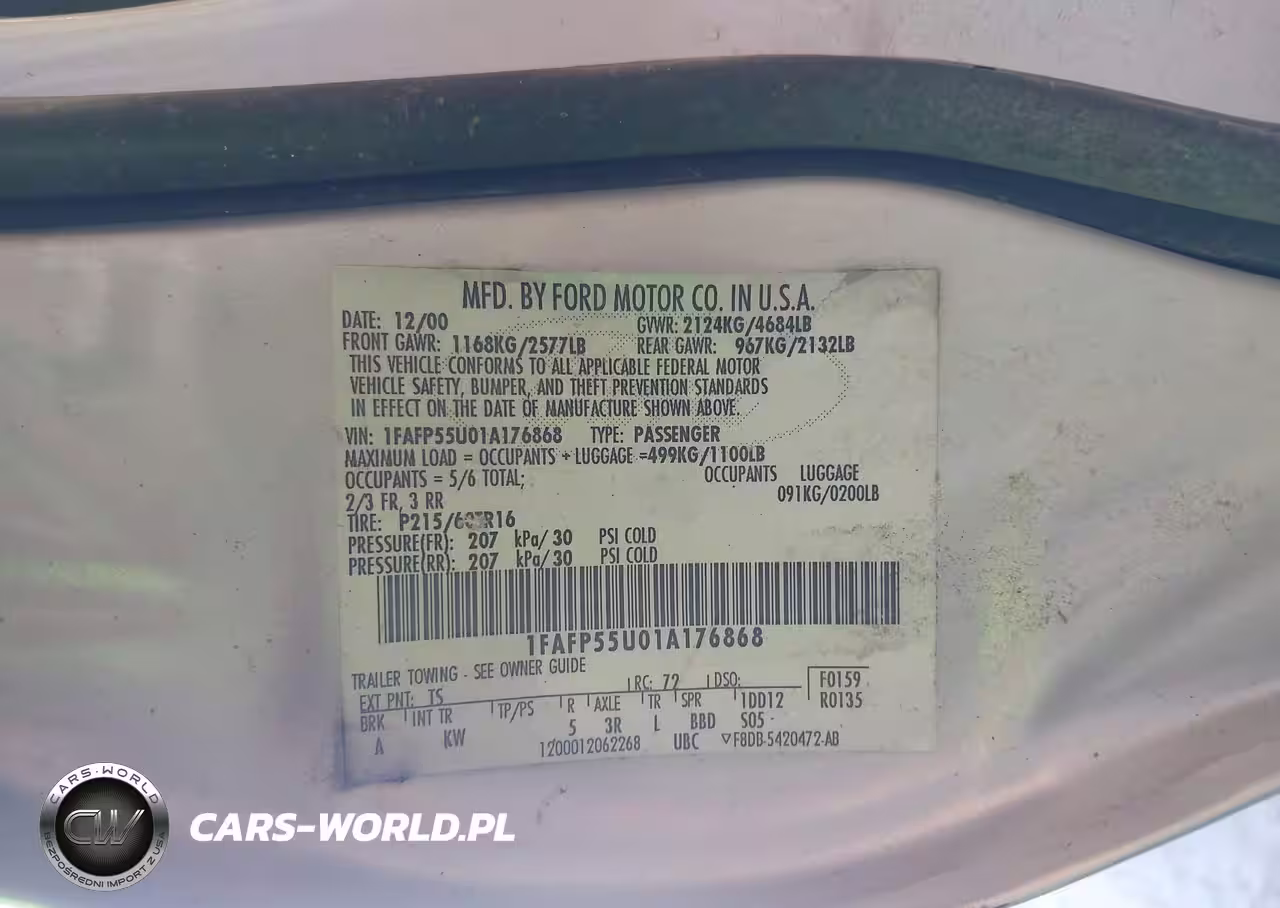 MFD. BY FORD MOTOR CO. IN U.S.A.
DATE: 12/00 GVWR: 2124KG/4684LB
FRONT GAWR: 1168KG/2577LB REAR GAWR: 967KG/2132LB
THIS VEHICLE CONFORMS TO ALL APPLICABLE FEDERAL MOTOR
VEHICLE SAFETY, BUMPER, AND THEFT PREVENTION STANDARDS
IN EFFECT ON THE DATE OF MANUFACTURE SHOWN ABOVE.
VIN: 1FAFP55U01A176868 TYPE: PASSENGER
MAXIMUM LOAD = OCCUPANTS + LUGGAGE =499KG/1100LB
OCCUPANTS = 5/6 TOTAL; OCCUPANTS LUGGAGE
2/3 FR, 3 RR 091KG/0200LB
TIRE:
PRESSURE(FR): 207 kPa/ 30 PSI COLD
PRESSURE(RR): 207 kPa/ 30 PSI COLD
1FAFP55U01A176868
TRAILER TOWING - SEE OWNER GUIDE
EXT PNT: TS RC: 72 DSO: F0159
BRK INT TR TP/PS R AXLE TR SPR 1DD12 R0135
A KW 5 3R L BBD S05
1200012062268 UBC ▽F8DB-5420472-AB
CARS-WORLD
CW
BEZPOŚREDNI IMPORT Z USA
CARS-WORLD.PL